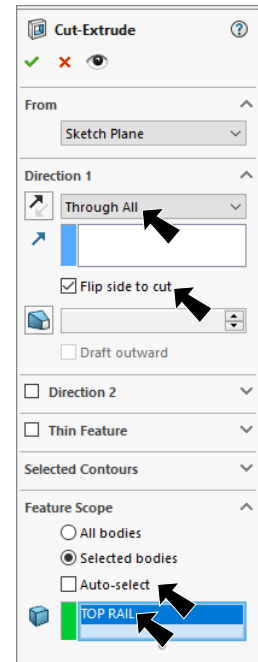 Cut-Extrude ?
From
Sketch Plane
Direction 1
Through All
Flip side to cut
Draft outward
Direction 2
Thin Feature
Selected Contours
Feature Scope
All bodies
Selected bodies
Auto-select
TOP RAIL